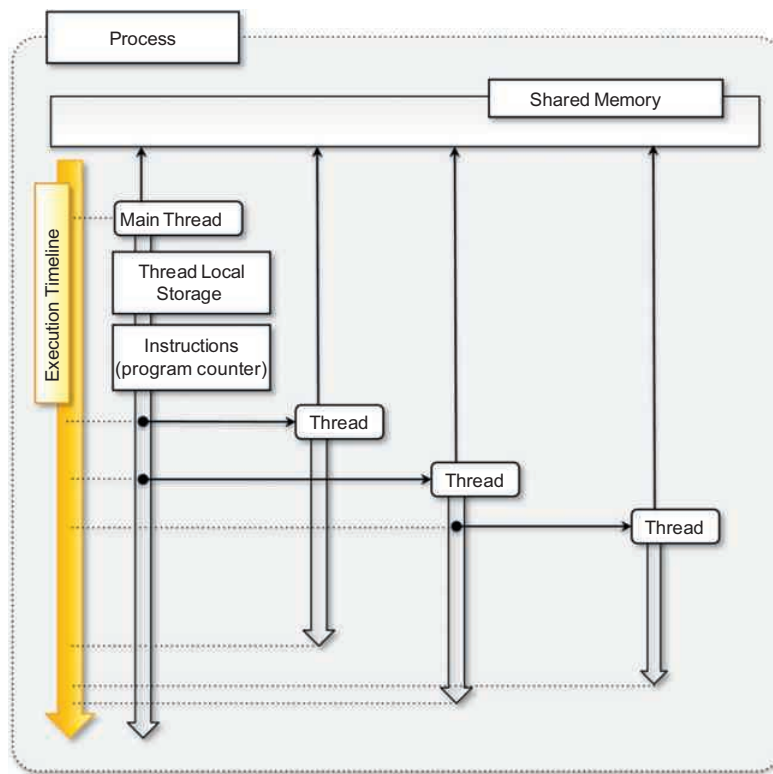 Process
Shared Memory
Execution Timeline
Main Thread
Thread Local
Storage
Instructions
(program counter)
Thread
Thread
Thread